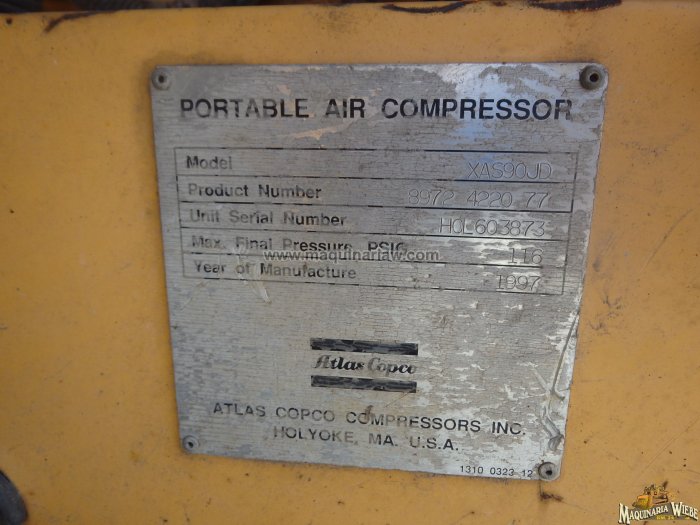 PORTABLE AIR COMPRESSOR
Model XAS90JD
Product Number 8972 4220 77
Unit Serial Number HOL603873
Max. Final Pressure PSIG 116
www.maquinariaw.com
Year of Manufacture 1997
Atlas Copco
ATLAS COPCO COMPRESSORS INC.
HOLYOKE, MA. U.S.A.
1310 0323 12
MAQUINARIA WIEBE